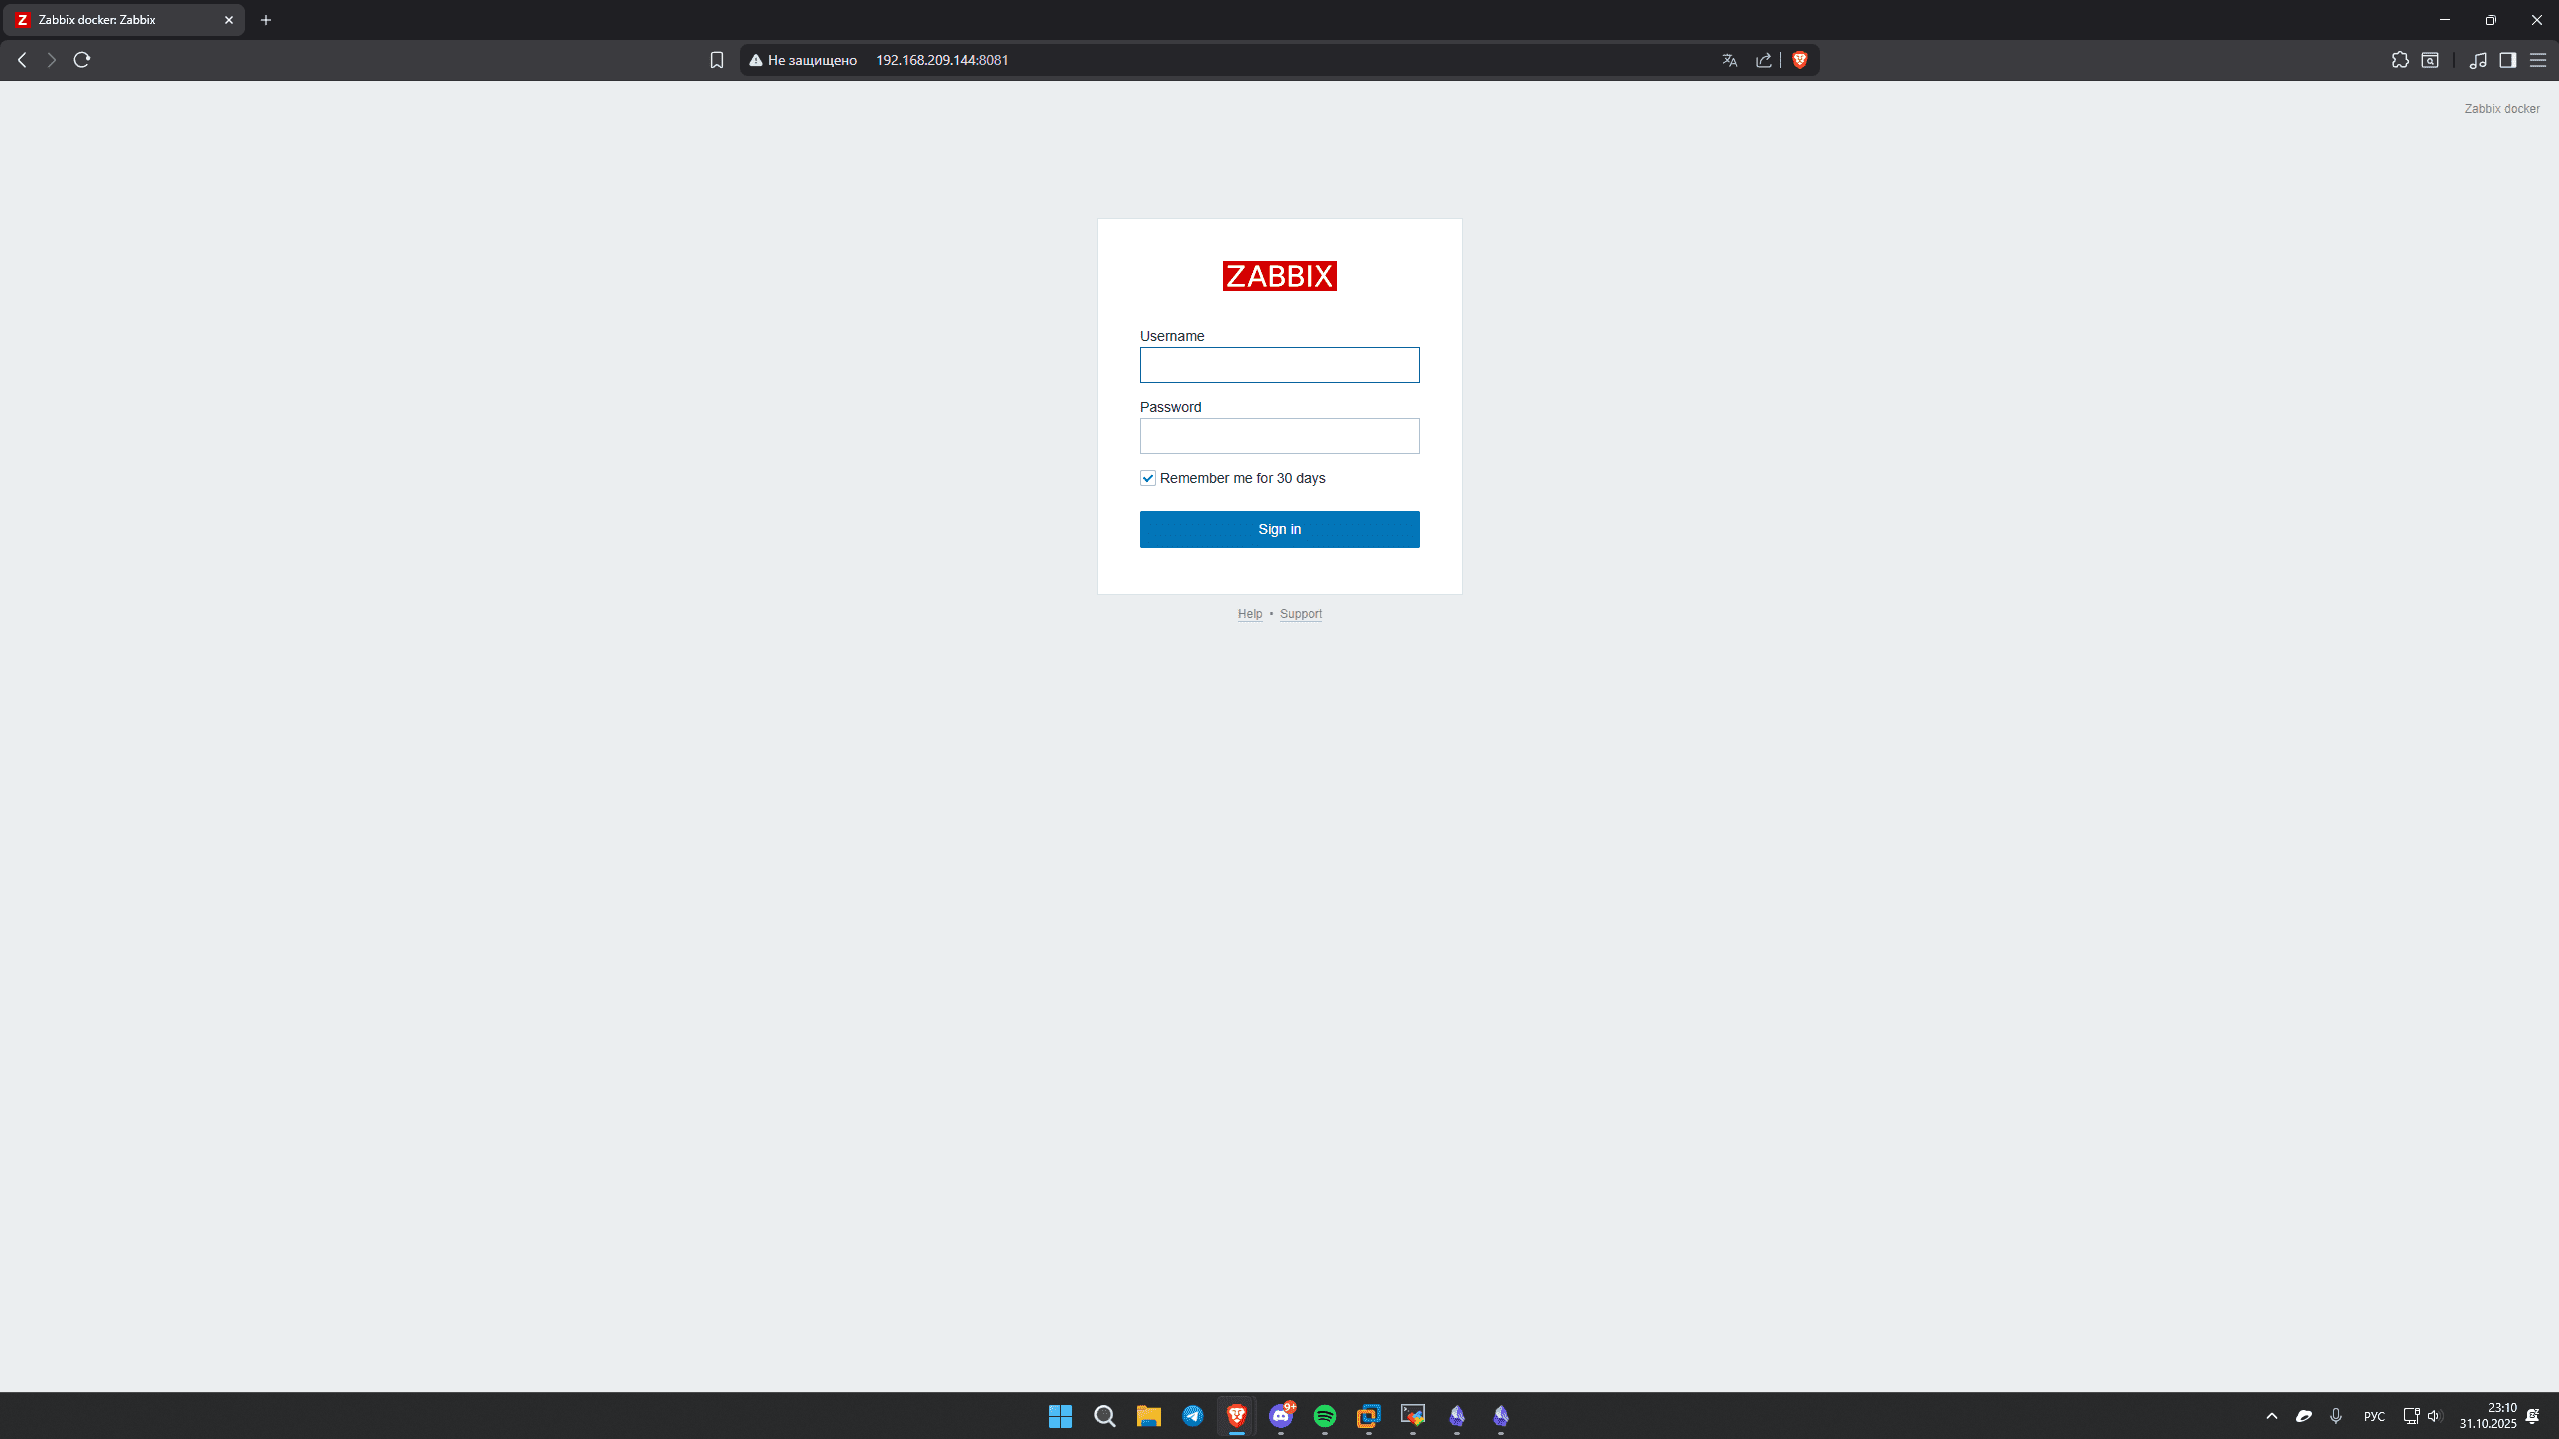 Z Zabbix docker: Zabbix
Не защищено 192.168.209.144:8081
Zabbix docker
ZABBIX
Username
Password
Remember me for 30 days
Sign in
Help • Support
9+
РУС
23:10
31.10.2025